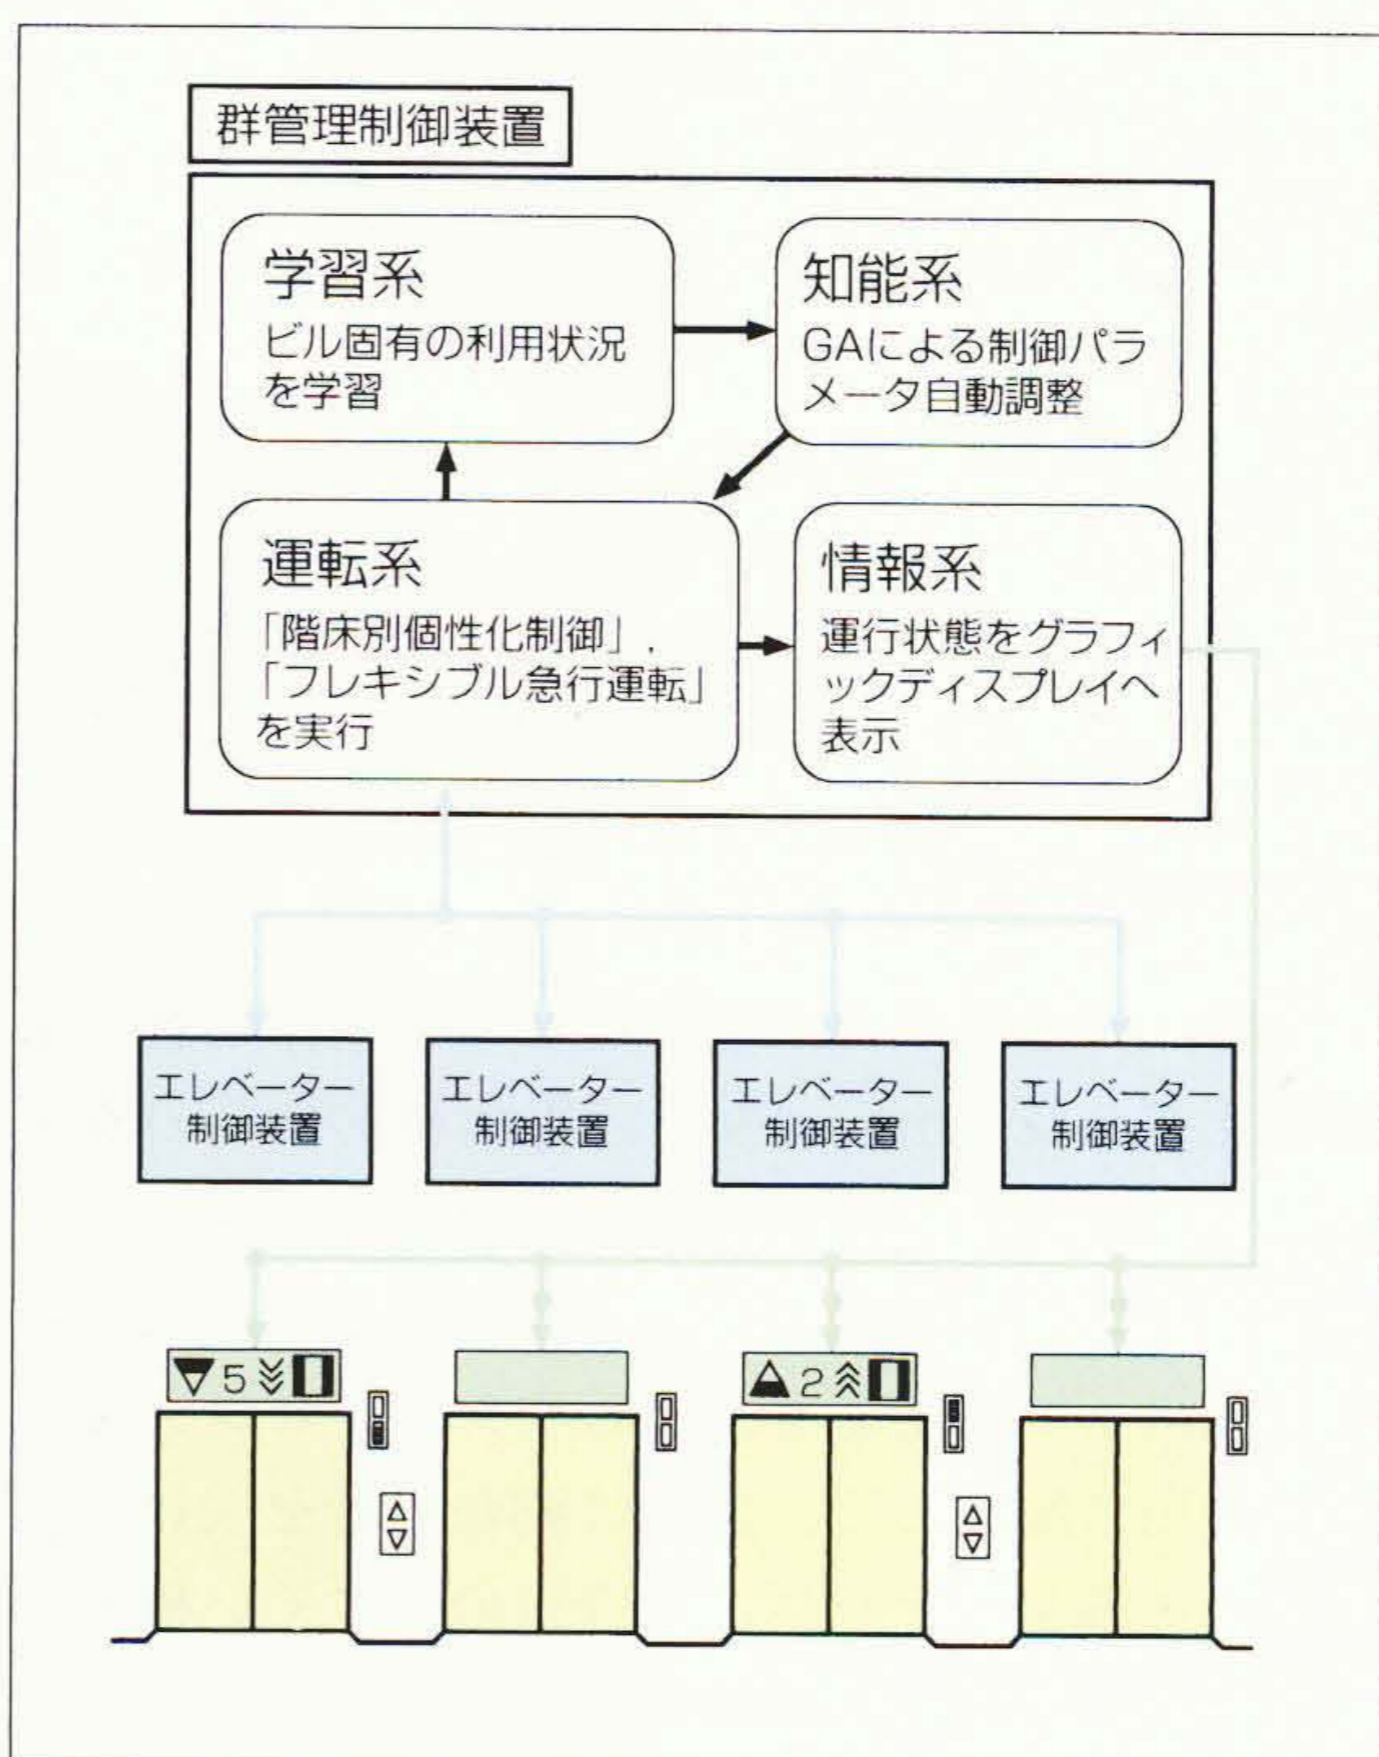 群管理制御装置
学習系
ビル固有の利用状況
を学習
知能系
GAによる制御パラ
メータ自動調整
運転系
「階床別個性化制御」,
「フレキシブル急行運転」
を実行
情報系
運行状態をグラフィ
ックディスプレイへ
表示
エレベーター
制御装置
エレベーター
制御装置
エレベーター
制御装置
エレベーター
制御装置
5
2